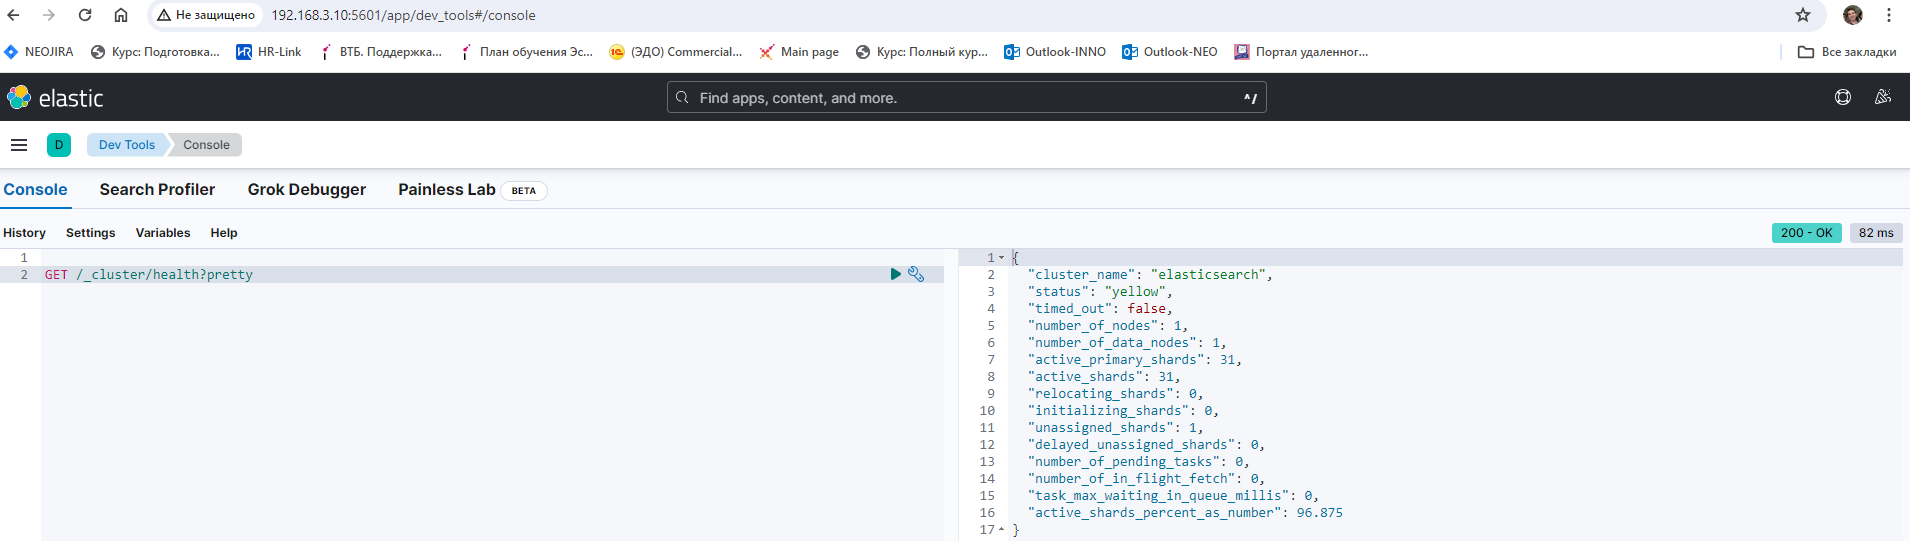 Не защищено 192.168.3.10:5601/app/dev_tools#/console
NEOJIRA Курс: Подготовка... HR-Link ВТБ. Поддержка... План обучения Эс... (ЭДО) Commercial... Main page Курс: Полный кур... Outlook-INNO Outlook-NEO Портал удаленног... Все закладки
elastic Find apps, content, and more. ^/
D Dev Tools Console
Console Search Profiler Grok Debugger Painless Lab BETA
History Settings Variables Help 200 - OK 82 ms
1
2 GET /_cluster/health?pretty
1 {
2 "cluster_name": "elasticsearch",
3 "status": "yellow",
4 "timed_out": false,
5 "number_of_nodes": 1,
6 "number_of_data_nodes": 1,
7 "active_primary_shards": 31,
8 "active_shards": 31,
9 "relocating_shards": 0,
10 "initializing_shards": 0,
11 "unassigned_shards": 1,
12 "delayed_unassigned_shards": 0,
13 "number_of_pending_tasks": 0,
14 "number_of_in_flight_fetch": 0,
15 "task_max_waiting_in_queue_millis": 0,
16 "active_shards_percent_as_number": 96.875
17 }